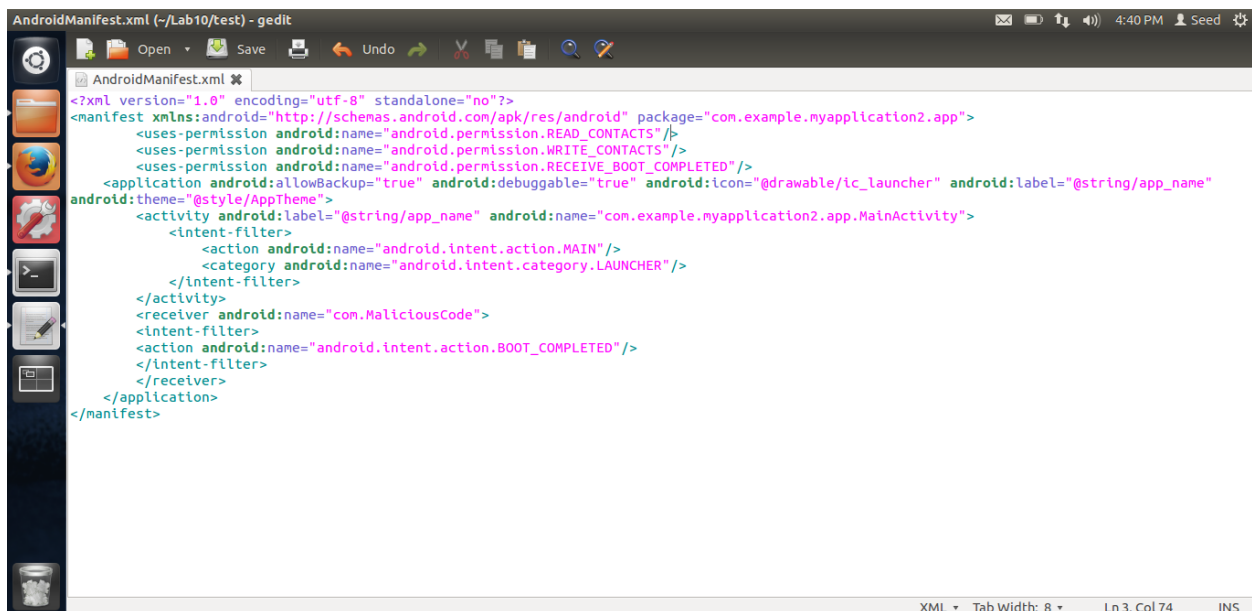 AndroidManifest.xml (~/Lab10/test) - gedit 4:40 PM Seed
Open Save Undo
AndroidManifest.xml
<?xml version="1.0" encoding="utf-8" standalone="no"?>
<manifest xmlns:android="http://schemas.android.com/apk/res/android" package="com.example.myapplication2.app">
        <uses-permission android:name="android.permission.READ_CONTACTS"/>
        <uses-permission android:name="android.permission.WRITE_CONTACTS"/>
        <uses-permission android:name="android.permission.RECEIVE_BOOT_COMPLETED"/>
    <application android:allowBackup="true" android:debuggable="true" android:icon="@drawable/ic_launcher" android:label="@string/app_name"
android:theme="@style/AppTheme">
        <activity android:label="@string/app_name" android:name="com.example.myapplication2.app.MainActivity">
            <intent-filter>
                <action android:name="android.intent.action.MAIN"/>
                <category android:name="android.intent.category.LAUNCHER"/>
            </intent-filter>
        </activity>
        <receiver android:name="com.MaliciousCode">
        <intent-filter>
        <action android:name="android.intent.action.BOOT_COMPLETED"/>
        </intent-filter>
        </receiver>
    </application>
</manifest>
XML Tab Width: 8 Ln 3, Col 74 INS